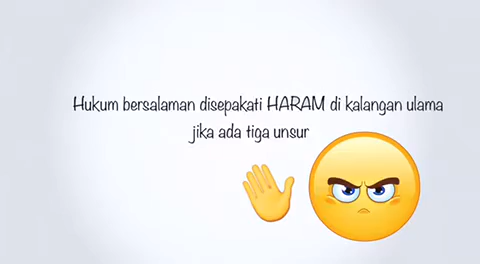 Hukum bersalaman disepakati HARAM di kalangan ulama
jika ada tiga unsur